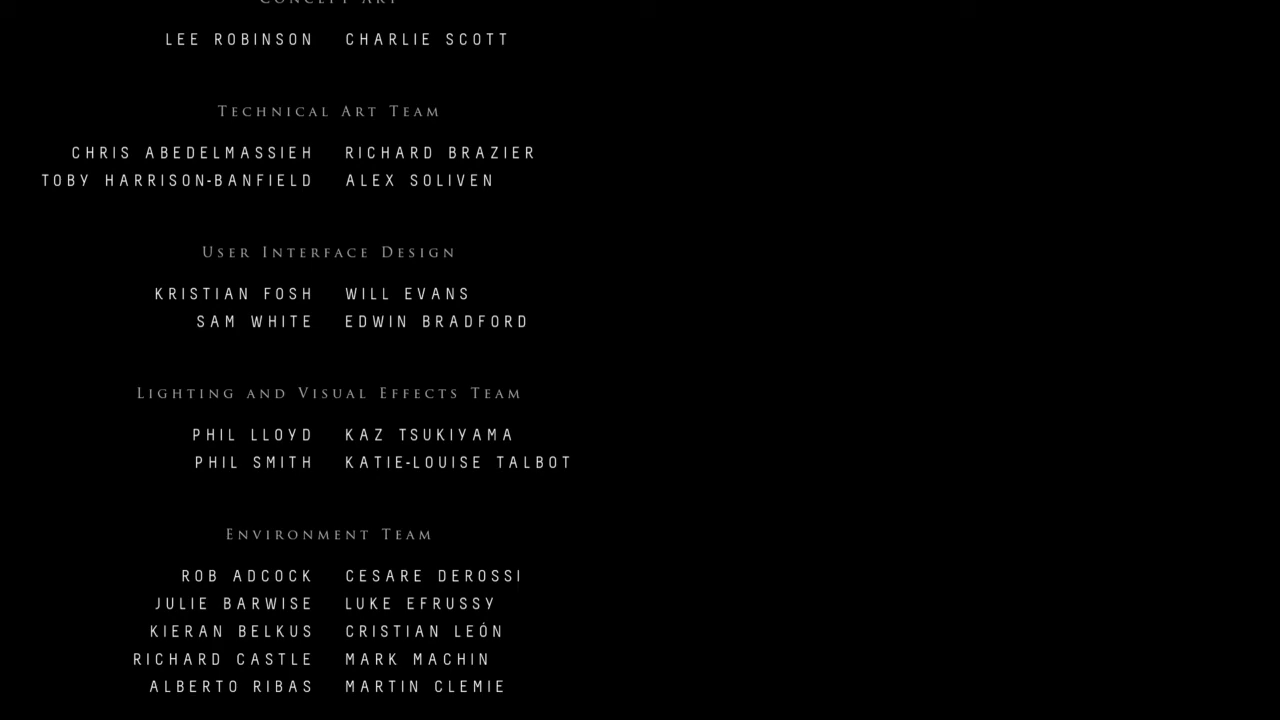 Concept Art
LEE ROBINSON CHARLIE SCOTT
Technical Art Team
CHRIS ABEDELMASSIEH RICHARD BRAZIER
TOBY HARRISON-BANFIELD ALEX SOLIVEN
User Interface Design
KRISTIAN FOSH WILL EVANS
SAM WHITE EDWIN BRADFORD
Lighting and Visual Effects Team
PHIL LLOYD KAZ TSUKIYAMA
PHIL SMITH KATIE-LOUISE TALBOT
Environment Team
ROB ADCOCK CESARE DEROSSI
JULIE BARWISE LUKE EFRUSSY
KIERAN BELKUS CRISTIAN LEÓN
RICHARD CASTLE MARK MACHIN
ALBERTO RIBAS MARTIN CLEMIE